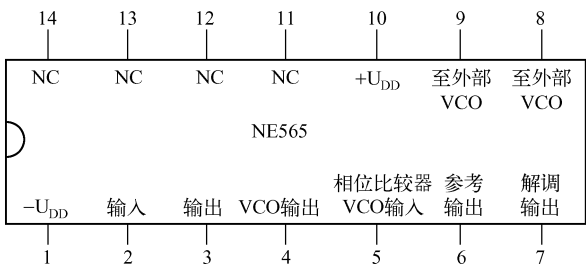 14 13 12 11 10 9 8
NC NC NC NC +U_DD 至外部 至外部
VCO VCO
NE565
相位比较器 参考 解调
-U_DD 输入 输出 VCO输出 VCO输入 输出 输出
1 2 3 4 5 6 7